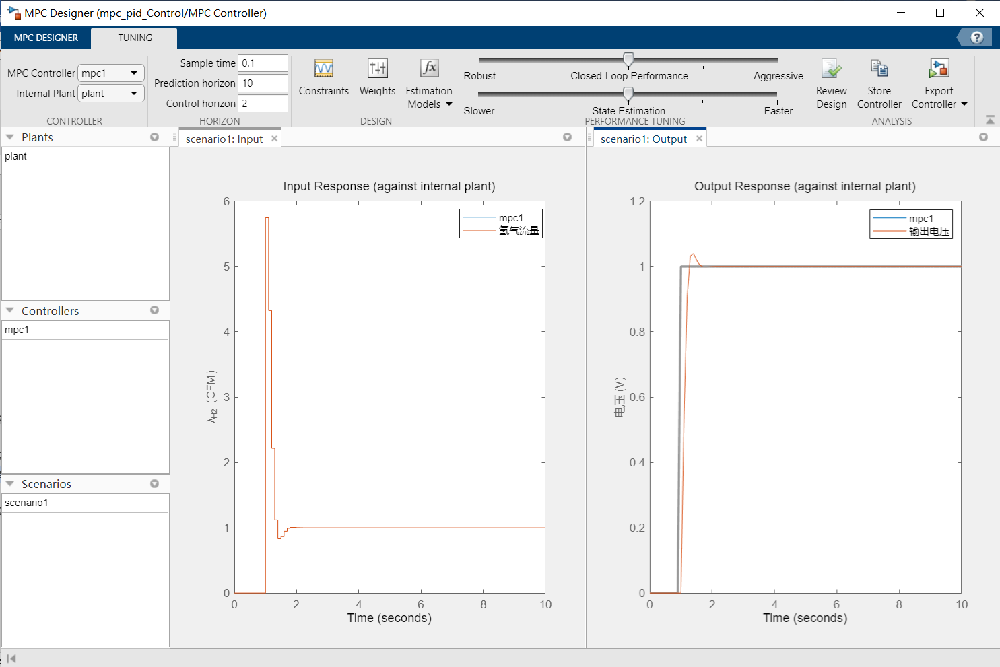 MPC Designer (mpc_pid_Control/MPC Controller)
MPC DESIGNER
TUNING
MPC Controller mpc1
Internal Plant plant
CONTROLLER
Sample time 0.1
Prediction horizon 10
Control horizon 2
HORIZON
Constraints
Weights
Estimation
Models
DESIGN
Robust
Closed-Loop Performance
Aggressive
Slower
State Estimation
Faster
PERFORMANCE TUNING
Review
Design
Store
Controller
Export
Controller
ANALYSIS
Plants
plant
Controllers
mpc1
Scenarios
scenario1
scenario1: Input
Input Response (against internal plant)
mpc1
氢气流量
6
5
4
3
2
1
0
λH2 (CFM)
0 2 4 6 8 10
Time (seconds)
scenario1: Output
Output Response (against internal plant)
mpc1
输出电压
1.2
1
0.8
0.6
0.4
0.2
0
电压 (V)
0 2 4 6 8 10
Time (seconds)